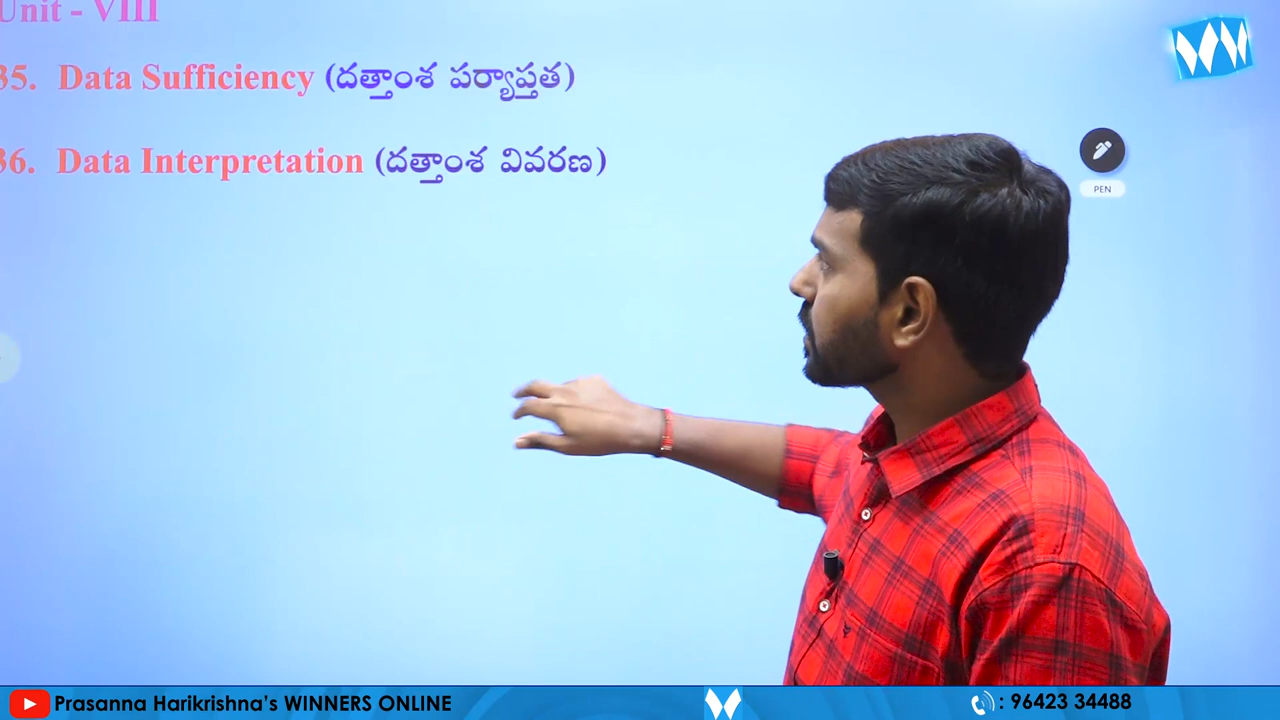 Unit - VIII
35. Data Sufficiency (దత్తాంశ పర్యాప్తత)
36. Data Interpretation (దత్తాంశ వివరణ)
PEN
Prasanna Harikrishna's WINNERS ONLINE
: 96423 34488